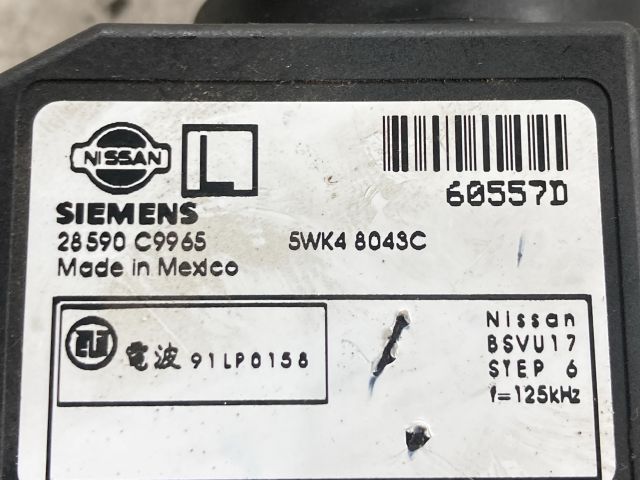 NISSAN
L
60557D
SIEMENS
28590 C9965
5WK4 8043C
Made in Mexico
電波 91LP0158
Nissan
BSVU17
STEP 6
f=125kHz